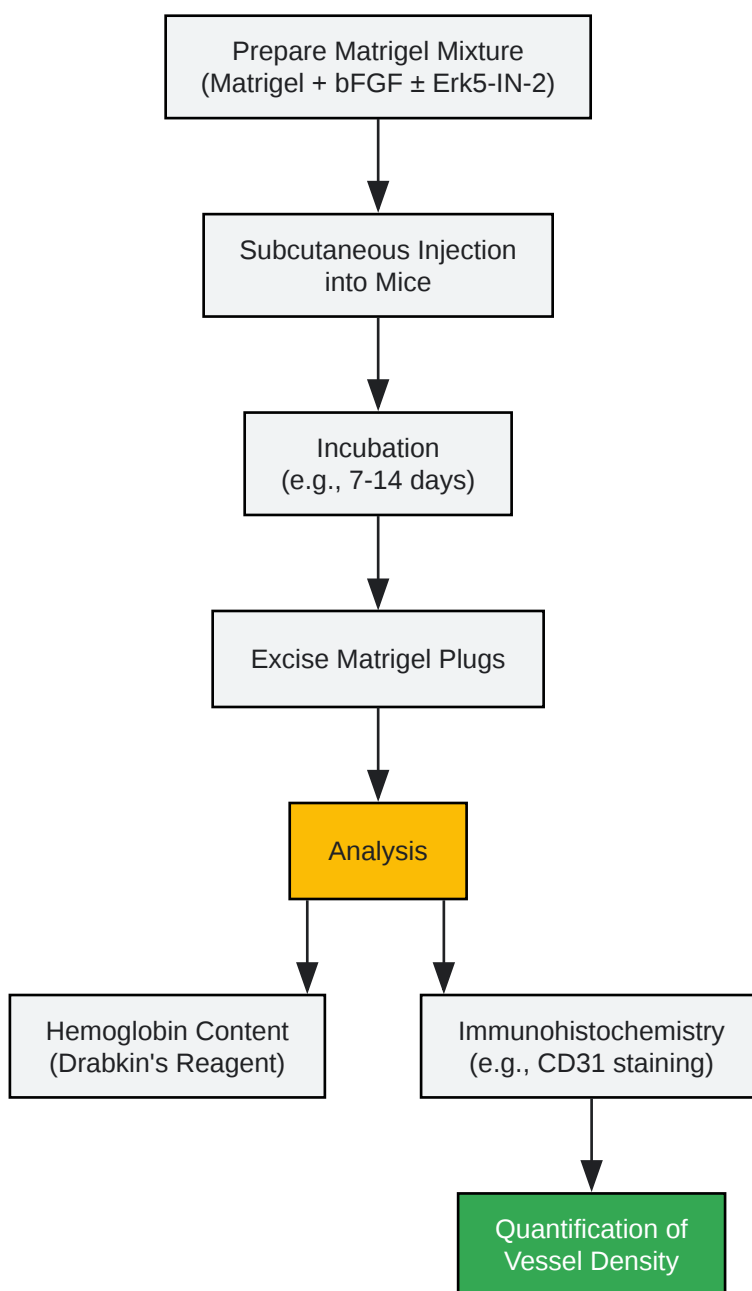 Prepare Matrigel Mixture
(Matrigel + bFGF ± Erk5-IN-2)
Subcutaneous Injection
into Mice
Incubation
(e.g., 7-14 days)
Excise Matrigel Plugs
Analysis
Hemoglobin Content
(Drabkin's Reagent)
Immunohistochemistry
(e.g., CD31 staining)
Quantification of
Vessel Density